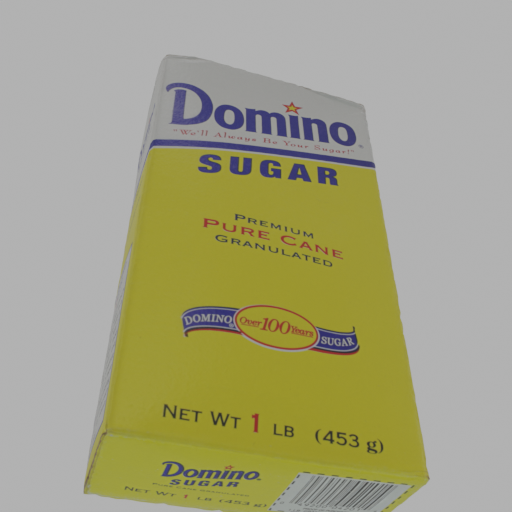 Domino
"We'll Always Be Your Sugar!"
SUGAR
PREMIUM
PURE CANE
GRANULATED
DOMINO Over 100 Years SUGAR
NET WT 1 LB (453 g)
Domino
SUGAR
NET WT 1 LB (453 g)